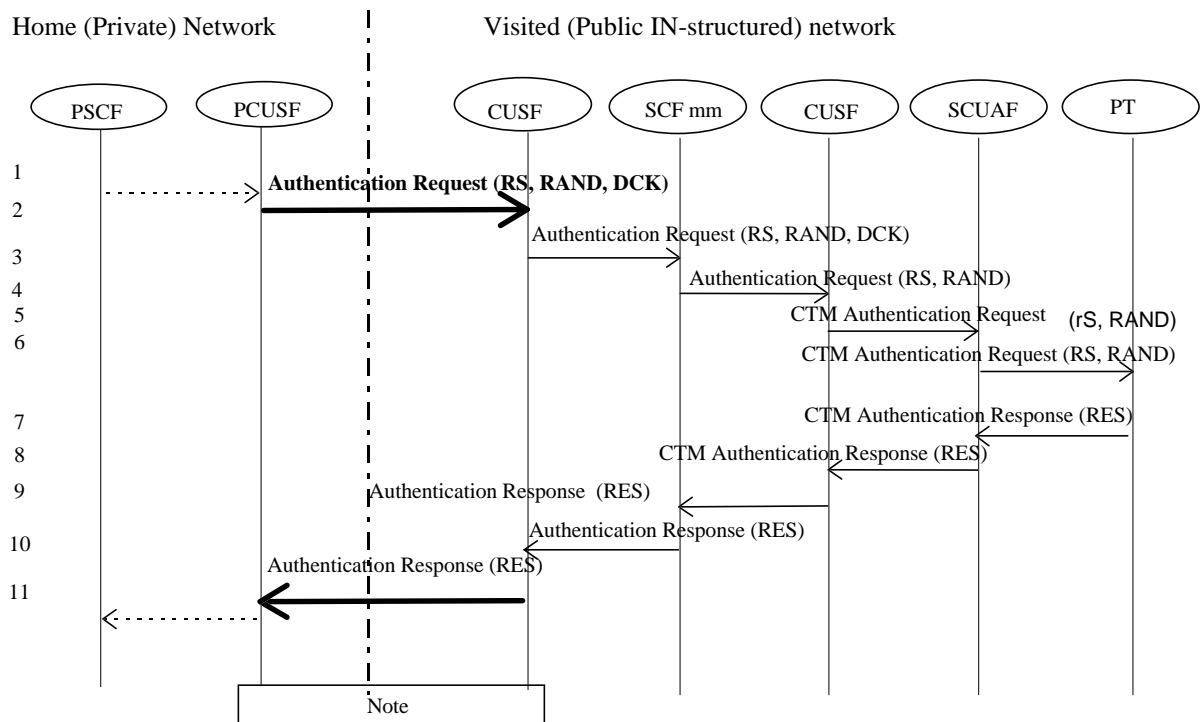 Home (Private) Network
Visited (Public IN-structured) network
PSCF
PCUSF
CUSF
SCF mm
CUSF
SCUAF
PT
1
Authentication Request (RS, RAND, DCK)
2
Authentication Request (RS, RAND, DCK)
3
Authentication Request (RS, RAND)
4
5
CTM Authentication Request
(rS, RAND)
6
CTM Authentication Request (RS, RAND)
7
CTM Authentication Response (RES)
8
CTM Authentication Response (RES)
9
Authentication Response (RES)
10
Authentication Response (RES)
Authentication Response (RES)
11
Note